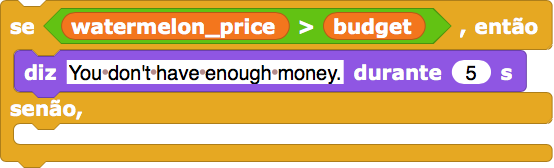 se watermelon_price > budget , então
diz You don't have enough money. durante 5 s
senão,